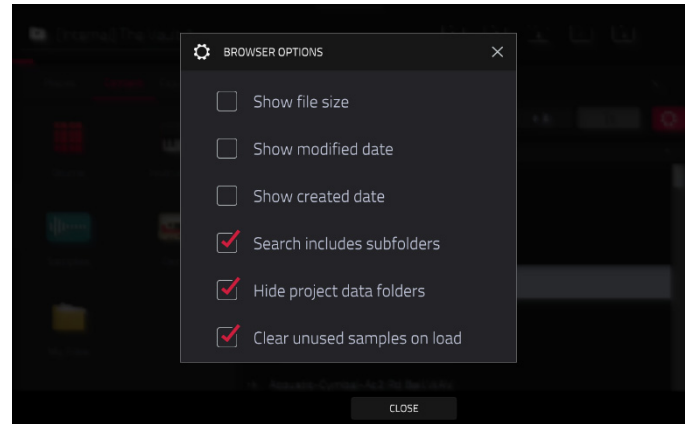 BROWSER OPTIONS
Show file size
Show modified date
Show created date
Search includes subfolders
Hide project data folders
Clear unused samples on load
CLOSE